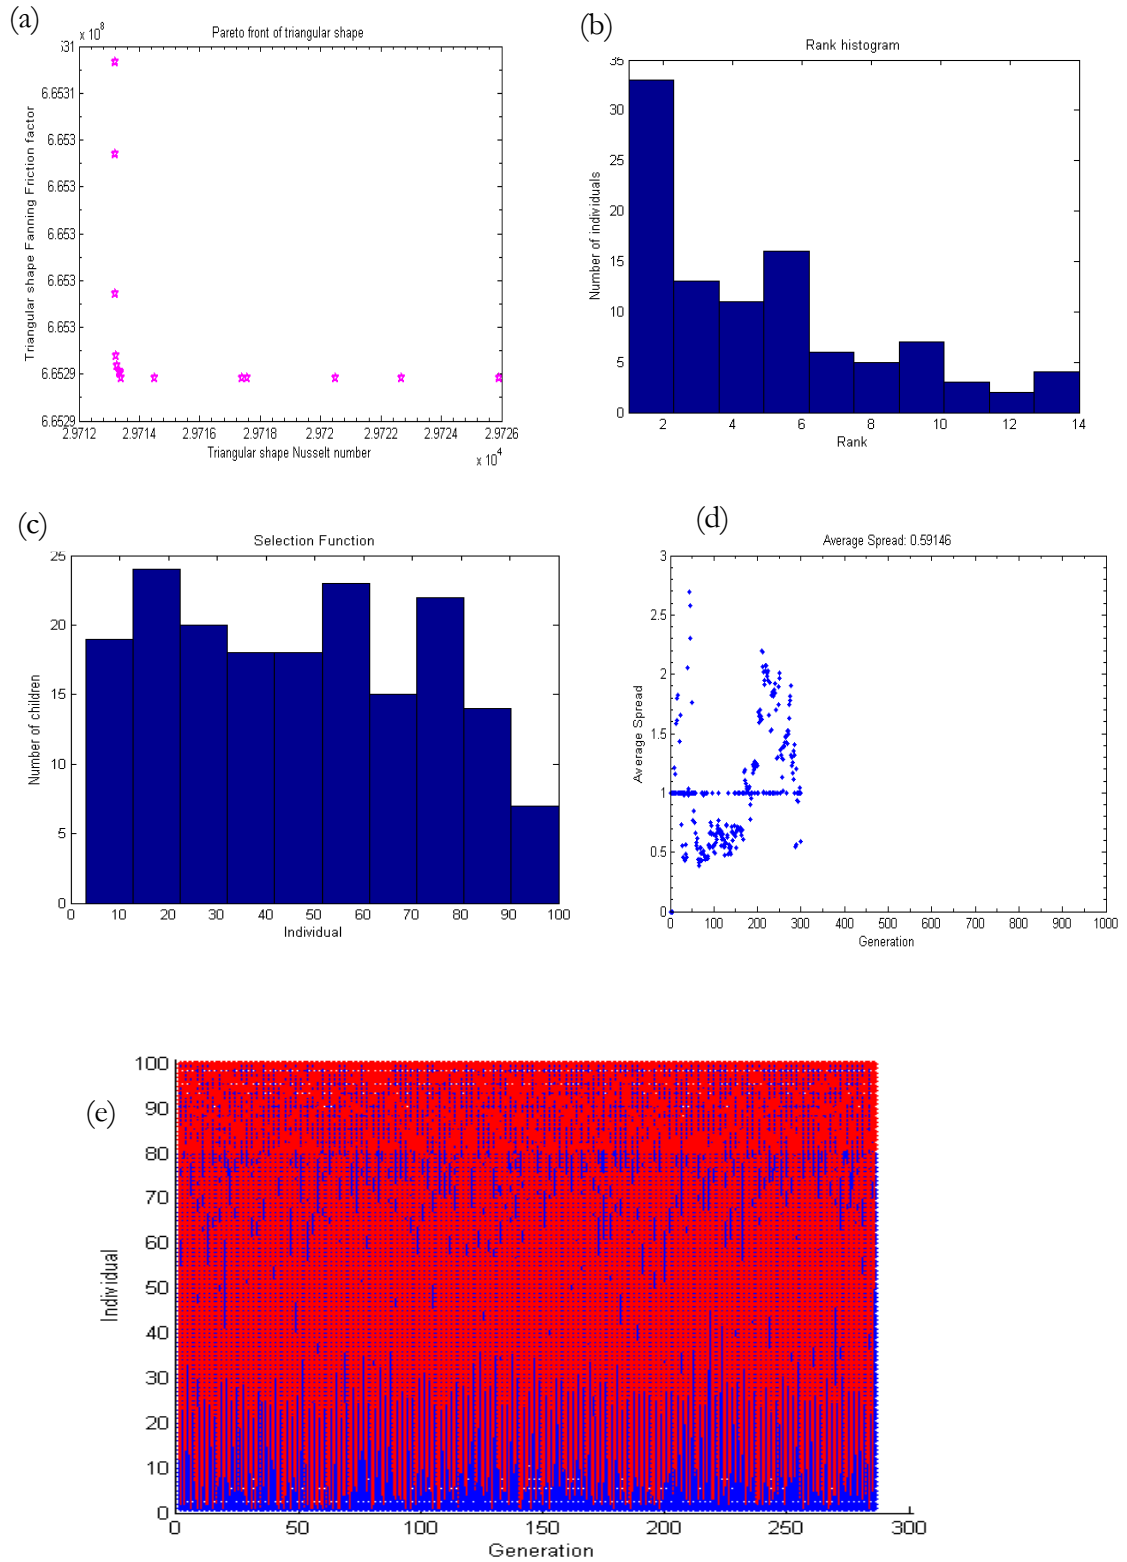 (a)
Pareto front of triangular shape
x 10^8
6.6531
6.653
6.653
6.653
6.653
6.653
6.6529
6.6529
Triangular shape Fanning Friction factor
2.9712 2.9714 2.9716 2.9718 2.972 2.9722 2.9724 2.9726
Triangular shape Nusselt number
x 10^4
(b)
Rank histogram
35
30
25
20
15
10
5
0
Number of individuals
2 4 6 8 10 12 14
Rank
(c)
Selection Function
25
20
15
10
5
0
Number of children
0 10 20 30 40 50 60 70 80 90 100
Individual
(d)
Average Spread: 0.59146
3
2.5
2
1.5
1
0.5
0
Average Spread
0 100 200 300 400 500 600 700 800 900 1000
Generation
(e)
100
90
80
70
60
50
40
30
20
10
0
Individual
0 50 100 150 200 250 300
Generation